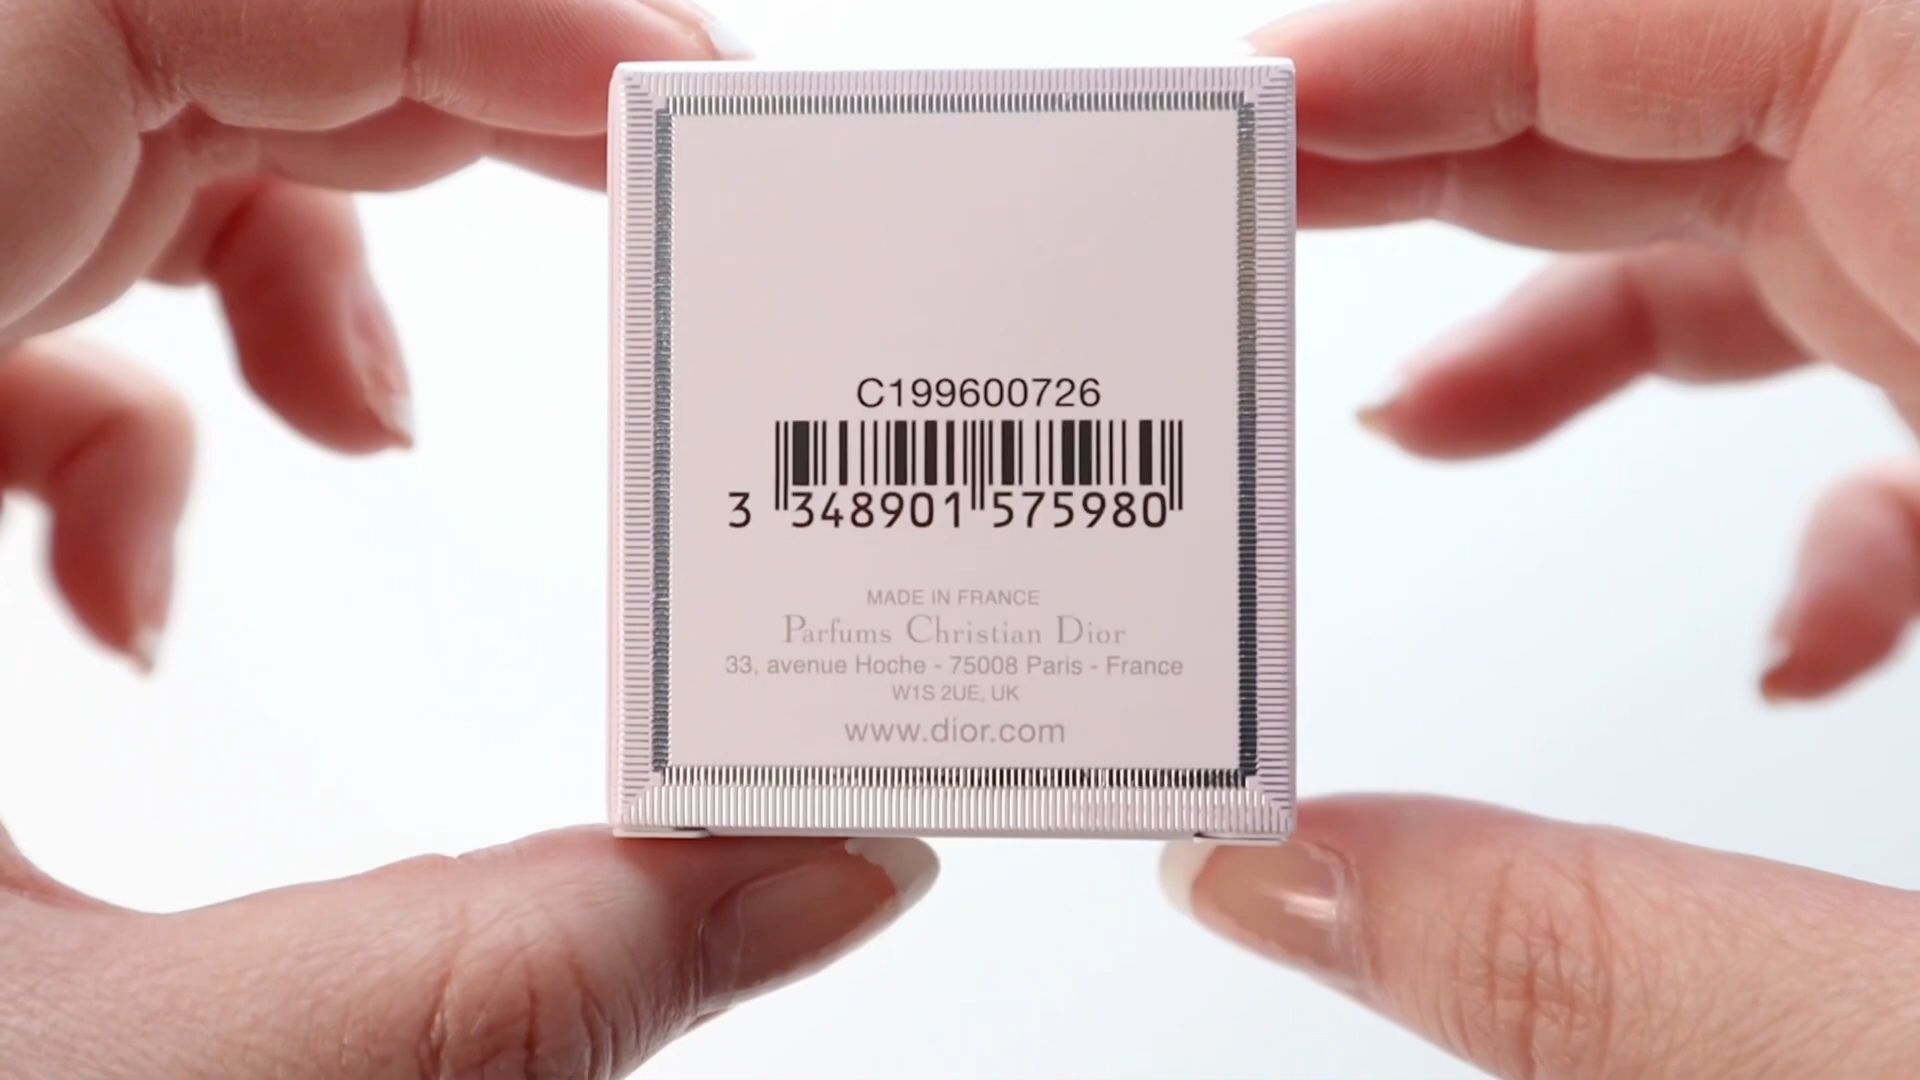 C199600726
3 348901 575980
MADE IN FRANCE
Parfums Christian Dior
33, avenue Hoche - 75008 Paris - France
W1S 2UE, UK
www.dior.com